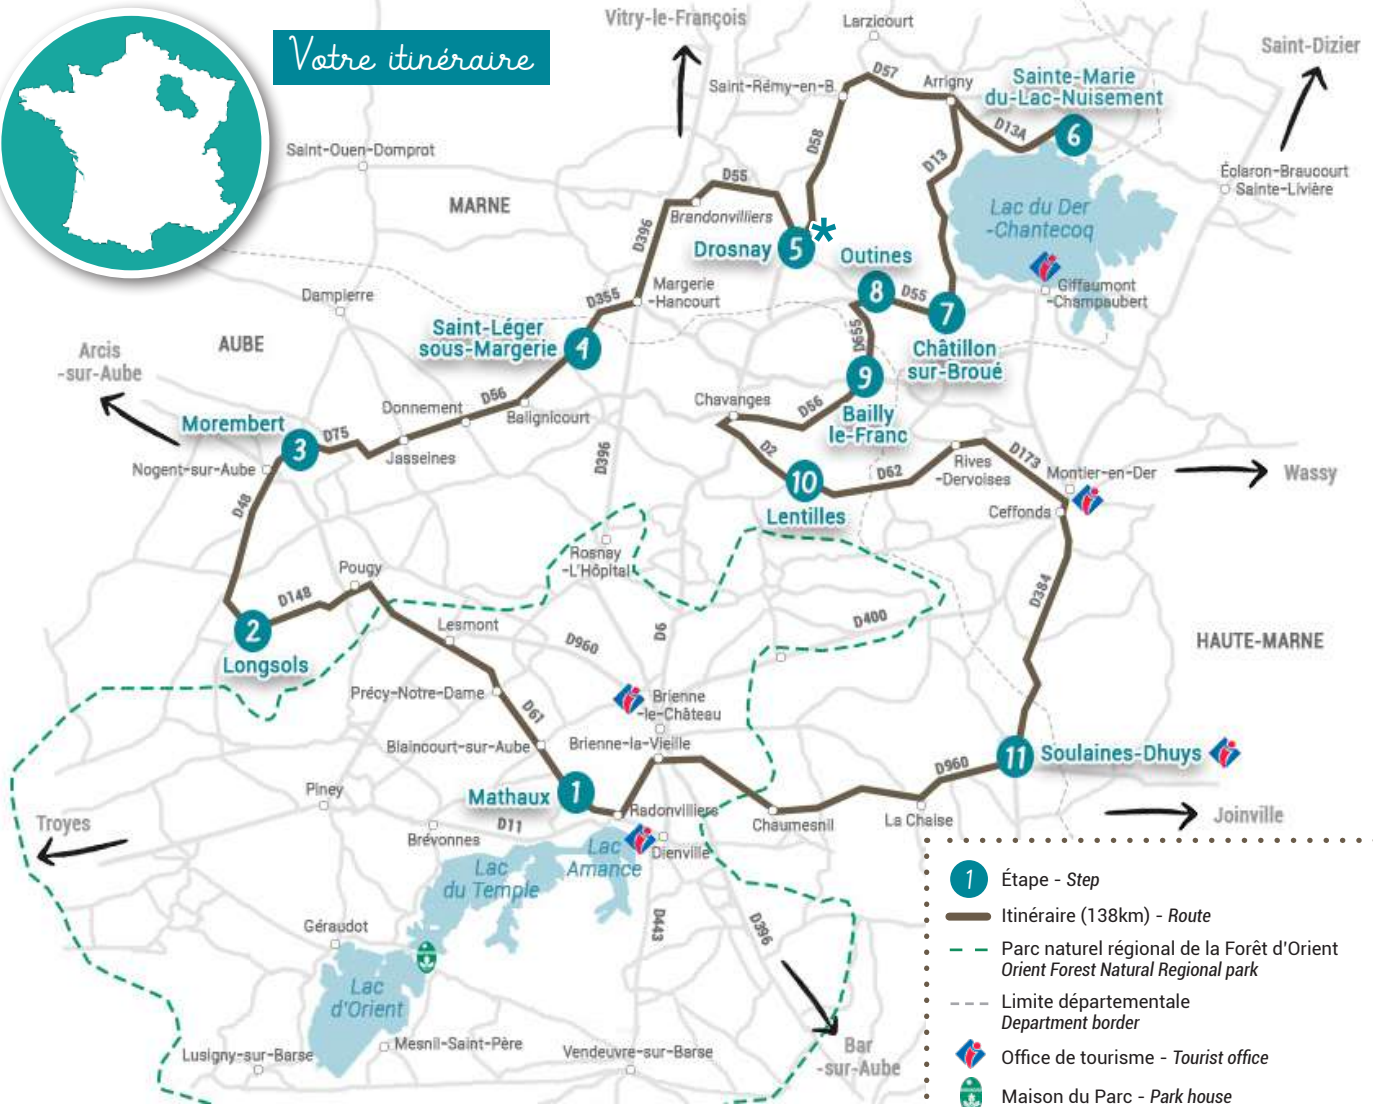 Votre itinéraire
Vitry-le-François
Larzicourt
Saint-Dizier
Saint-Rémy-en-B.
D57
Arrigny
Sainte-Marie
du-Lac-Nuisement
D13A
6
Saint-Ouen-Domprot
D58
D13
D55
MARNE
Brandonvilliers
Éclaron-Braucourt
Sainte-Livière
Lac du Der
-Chantecoq
D396
Drosnay
5
*
Outines
8
D55
7
Giffaumont
-Champaubert
Dampierre
Margerie
-Hancourt
D355
Saint-Léger
sous-Margerie
4
D655
Châtillon
sur-Broué
AUBE
Arcis
-sur-Aube
9
Bailly
le-Franc
Chavanges
D56
Donnement
D56
Balignicourt
Morembert
3
D75
Jasseines
Nogent-sur-Aube
D396
D2
D48
10
Lentilles
D62
Rives
-Dervoises
D173
Montier-en-Der
Wassy
Ceffonds
Rosnay
-L'Hôpital
Pougy
D148
2
Longsols
Lesmont
D960
D6
D400
D384
HAUTE-MARNE
Précy-Notre-Dame
D61
Brienne
-le-Château
Blaincourt-sur-Aube
Brienne-la-Vieille
11
Soulaines-Dhuys
D960
Piney
Mathaux
1
Radonvilliers
Chaumesnil
La Chaise
Joinville
Troyes
D11
Brévonnes
Lac
Amance
Dienville
Lac
du Temple
Géraudot
D443
D396
Lac
d'Orient
Lusigny-sur-Barse
Mesnil-Saint-Père
Vendeuvre-sur-Barse
Bar
-sur-Aube
1
Étape - Step
Itinéraire (138km) - Route
Parc naturel régional de la Forêt d'Orient
Orient Forest Natural Regional park
Limite départementale
Department border
Office de tourisme - Tourist office
Maison du Parc - Park house